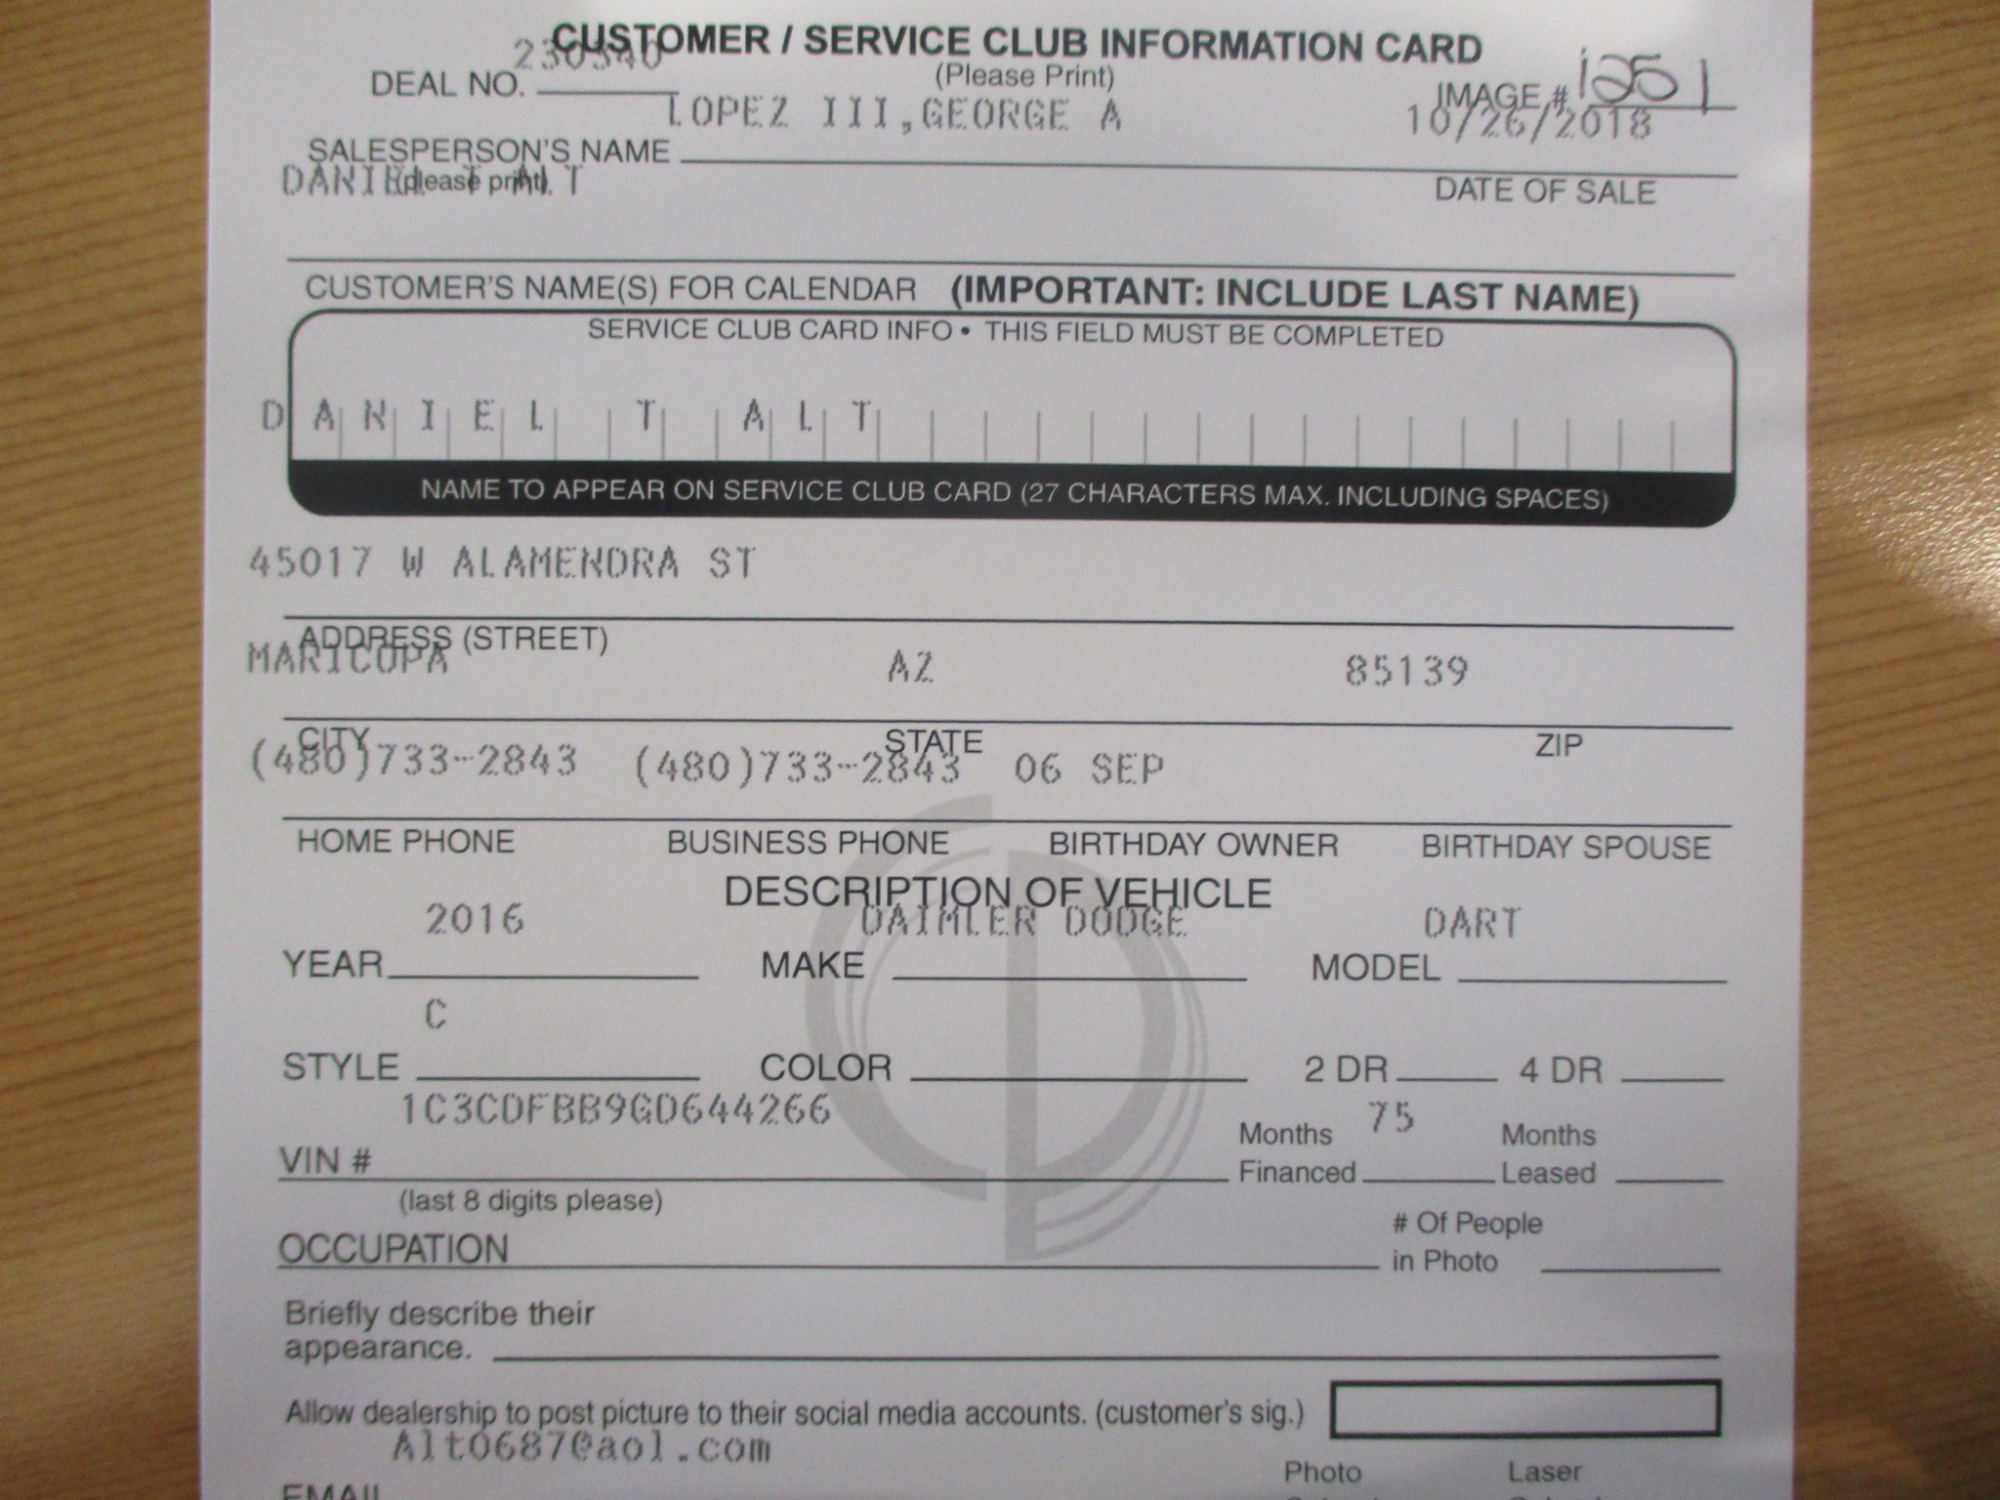 CUSTOMER / SERVICE CLUB INFORMATION CARD
230340
(Please Print)
DEAL NO.
IMAGE # 1251
LOPEZ III,GEORGE A
10/26/2018
SALESPERSON'S NAME
(please print)
DANIEL T ALT
DATE OF SALE
CUSTOMER'S NAME(S) FOR CALENDAR (IMPORTANT: INCLUDE LAST NAME)
SERVICE CLUB CARD INFO • THIS FIELD MUST BE COMPLETED
DANIEL T ALT
NAME TO APPEAR ON SERVICE CLUB CARD (27 CHARACTERS MAX. INCLUDING SPACES)
45017 W ALAMENDRA ST
ADDRESS (STREET)
MARICOPA AZ 85139
CITY STATE ZIP
(480)733-2843 (480)733-2843 06 SEP
HOME PHONE BUSINESS PHONE BIRTHDAY OWNER BIRTHDAY SPOUSE
DESCRIPTION OF VEHICLE
2016 DAIMLER DODGE DART
YEAR MAKE MODEL
C
STYLE COLOR 2 DR 4 DR
1C3CDFBB9GD644266
Months Financed 75 Months Leased
VIN #
(last 8 digits please)
OCCUPATION
# Of People in Photo
Briefly describe their
appearance.
Allow dealership to post picture to their social media accounts. (customer's sig.)
Alt0687@aol.com
Photo Laser
EMAIL